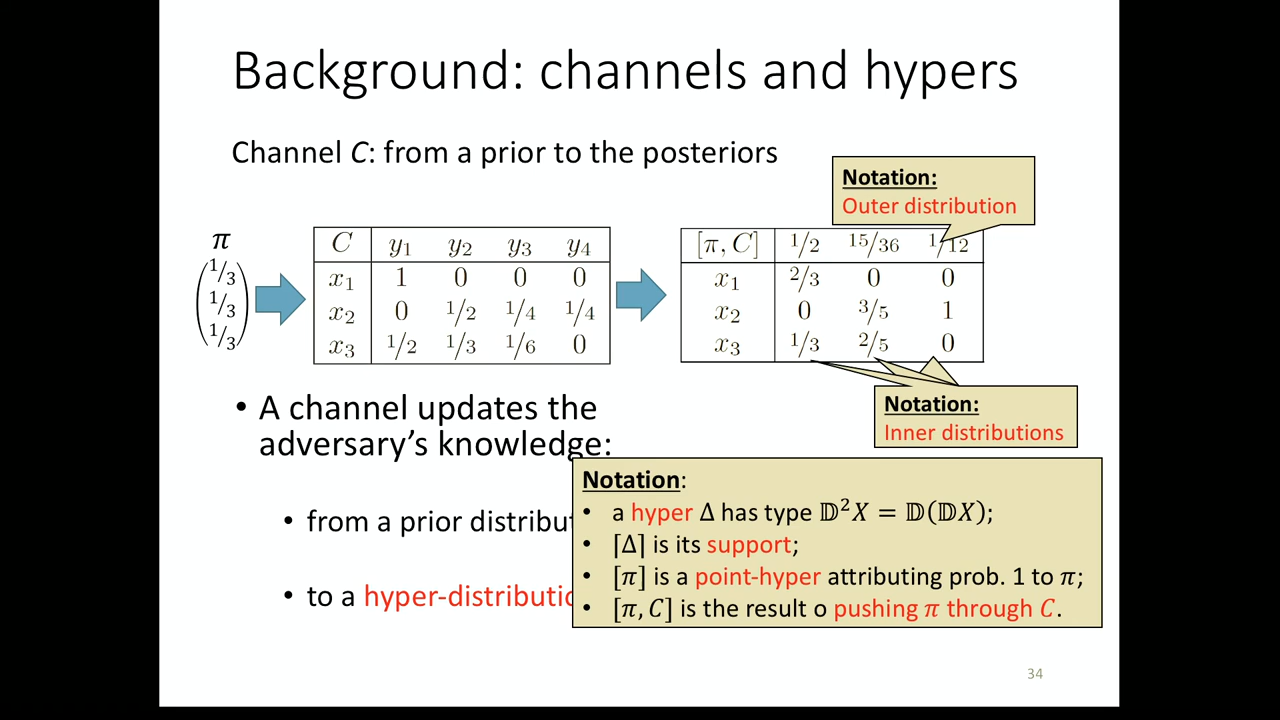 Background: channels and hypers
Channel C: from a prior to the posteriors
Notation:
Outer distribution
π
1/3
1/3
1/3
C y1 y2 y3 y4
x1 1 0 0 0
x2 0 1/2 1/4 1/4
x3 1/2 1/3 1/6 0
[π, C] 1/2 15/36 1/12
x1 2/3 0 0
x2 0 3/5 1
x3 1/3 2/5 0
Notation:
Inner distributions
• A channel updates the
adversary's knowledge:
• from a prior distribut
• to a hyper-distributio
Notation:
• a hyper Δ has type 𝔻²X = 𝔻(𝔻X);
• ⌈Δ⌉ is its support;
• [π] is a point-hyper attributing prob. 1 to π;
• [π, C] is the result o pushing π through C.
34